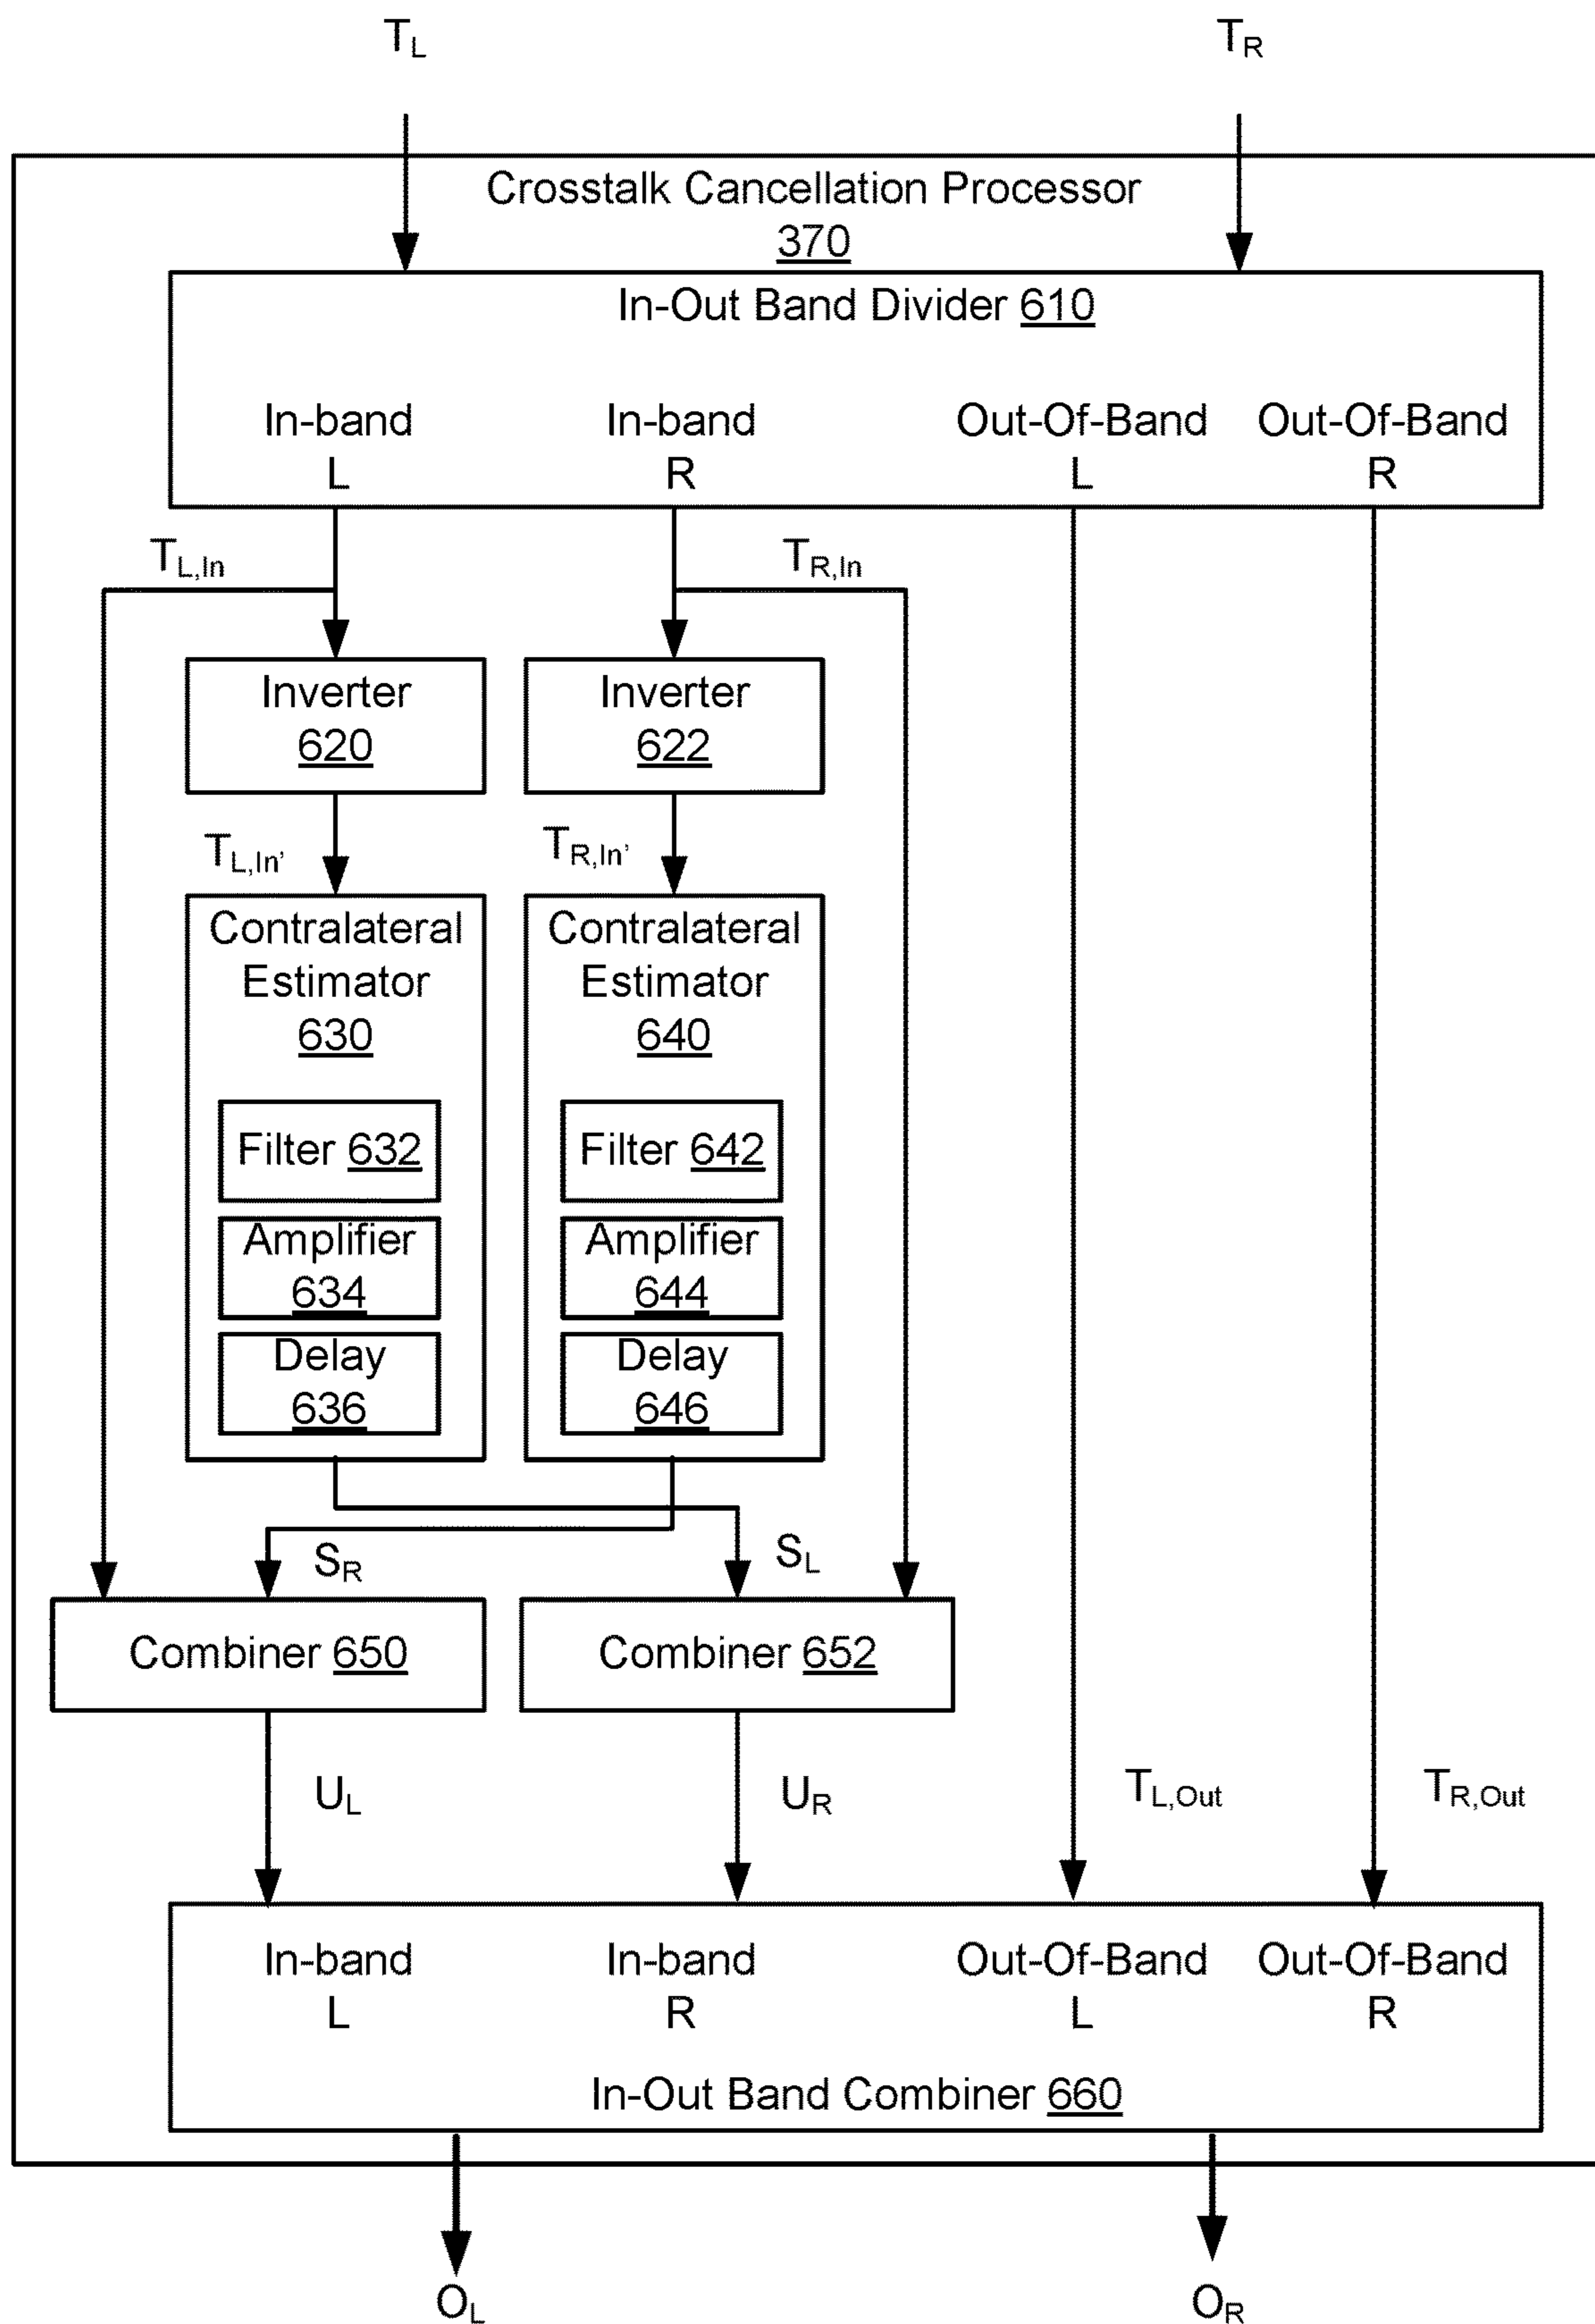 T_L T_R
Crosstalk Cancellation Processor
370
In-Out Band Divider 610
In-band In-band Out-Of-Band Out-Of-Band
L R L R
T_L,In T_R,In
Inverter Inverter
620 622
T_L,In' T_R,In'
Contralateral Contralateral
Estimator Estimator
630 640
Filter 632 Filter 642
Amplifier Amplifier
634 644
Delay Delay
636 646
S_R S_L
Combiner 650 Combiner 652
U_L U_R T_L,Out T_R,Out
In-band In-band Out-Of-Band Out-Of-Band
L R L R
In-Out Band Combiner 660
O_L O_R